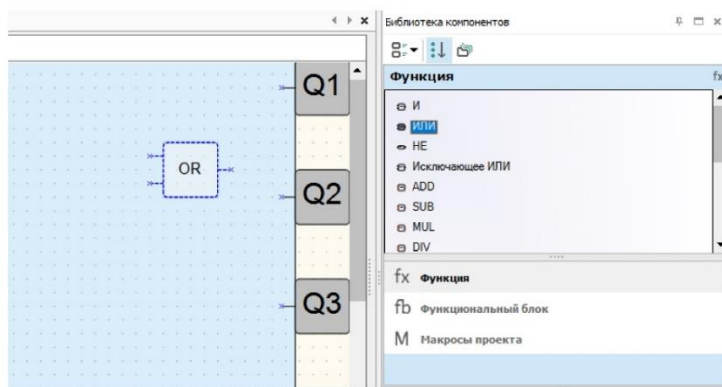 Q1
OR
Q2
Q3
Библиотека компонентов
Функция
fx
И
ИЛИ
НЕ
Исключающее ИЛИ
ADD
SUB
MUL
DIV
fx Функция
fb Функциональный блок
M Макросы проекта